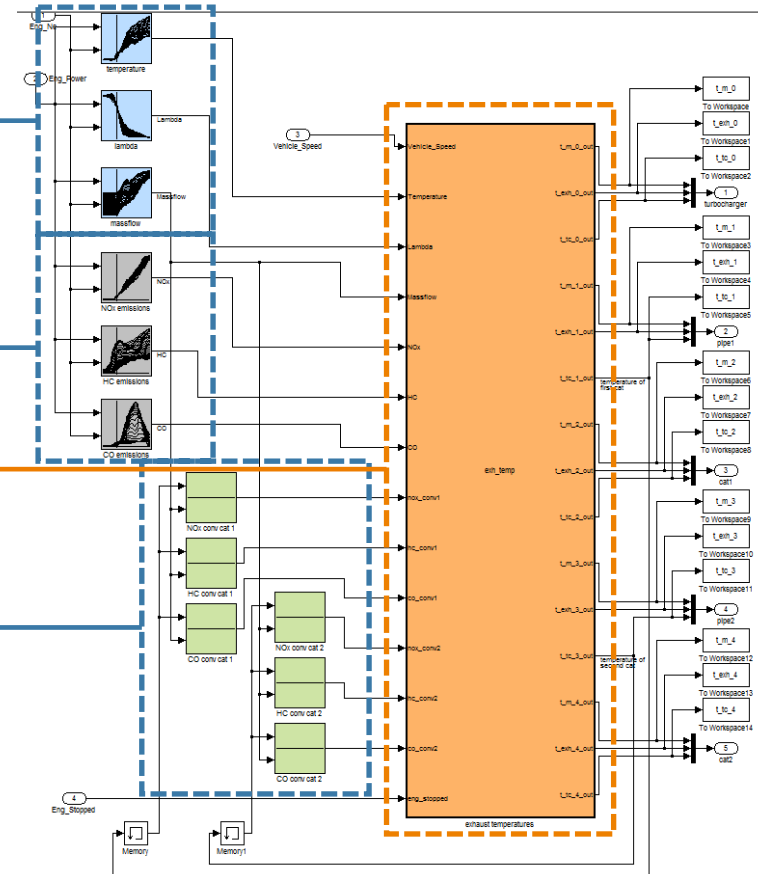 1
Eng_Ne
temperature
2
Eng_Power
Lambda
lambda
Massflow
massflow
NOx
NOx emissions
HC
HC emissions
CO
CO emissions
NOx conv cat 1
HC conv cat 1
CO conv cat 1
NOx conv cat 2
HC conv cat 2
CO conv cat 2
4
Eng_Stopped
Memory
Memory1
3
Vehicle_Speed
Vehicle_Speed
Temperature
Lambda
Massflow
NOx
HC
CO
nox_conv1
hc_conv1
co_conv1
nox_conv2
hc_conv2
co_conv2
eng_stopped
exh_temp
exhaust temperatures
t_m_0_out
t_exh_0_out
t_tc_0_out
t_m_1_out
t_exh_1_out
t_tc_1_out
temperature of
first cat
t_m_2_out
t_exh_2_out
t_tc_2_out
t_m_3_out
t_exh_3_out
t_tc_3_out
temperature of
second cat
t_m_4_out
t_exh_4_out
t_tc_4_out
t_m_0
To Workspace
t_exh_0
To Workspace1
t_tc_0
To Workspace2
1
turbocharger
t_m_1
To Workspace3
t_exh_1
To Workspace4
t_tc_1
To Workspace5
2
pipe1
t_m_2
To Workspace6
t_exh_2
To Workspace7
t_tc_2
To Workspace8
3
cat1
t_m_3
To Workspace9
t_exh_3
To Workspace10
t_tc_3
To Workspace11
4
pipe2
t_m_4
To Workspace12
t_exh_4
To Workspace13
t_tc_4
To Workspace14
5
cat2